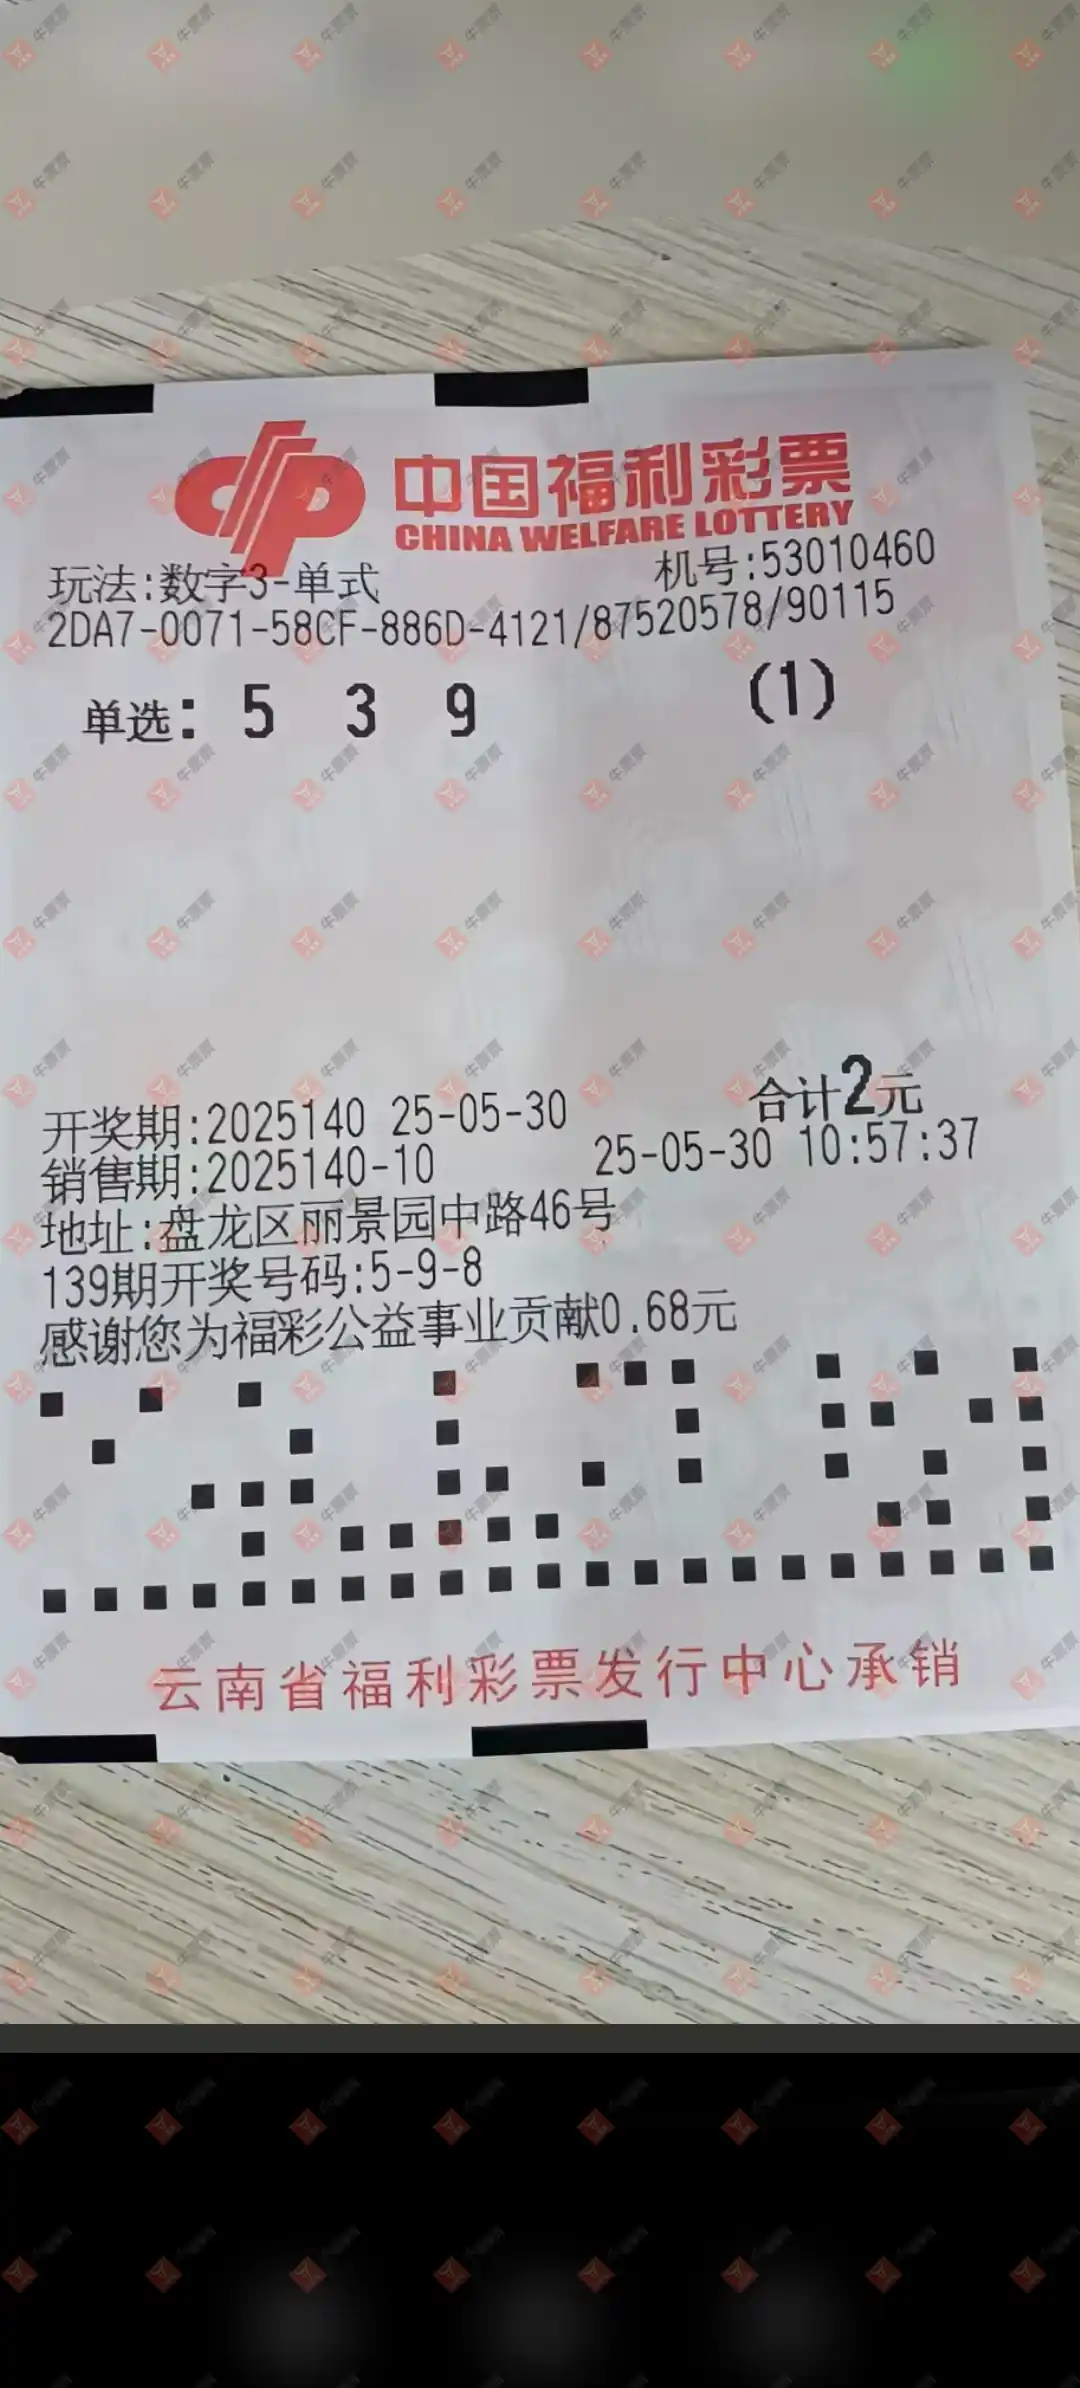 中国福利彩票
CHINA WELFARE LOTTERY
玩法:数字3-单式 机号:53010460
2DA7-0071-58CF-886D-4121/87520578/90115
单选: 5 3 9 (1)
合计2元
开奖期:2025140 25-05-30
销售期:2025140-10 25-05-30 10:57:37
地址:盘龙区丽景园中路46号
139期开奖号码:5-9-8
感谢您为福彩公益事业贡献0.68元
云南省福利彩票发行中心承销